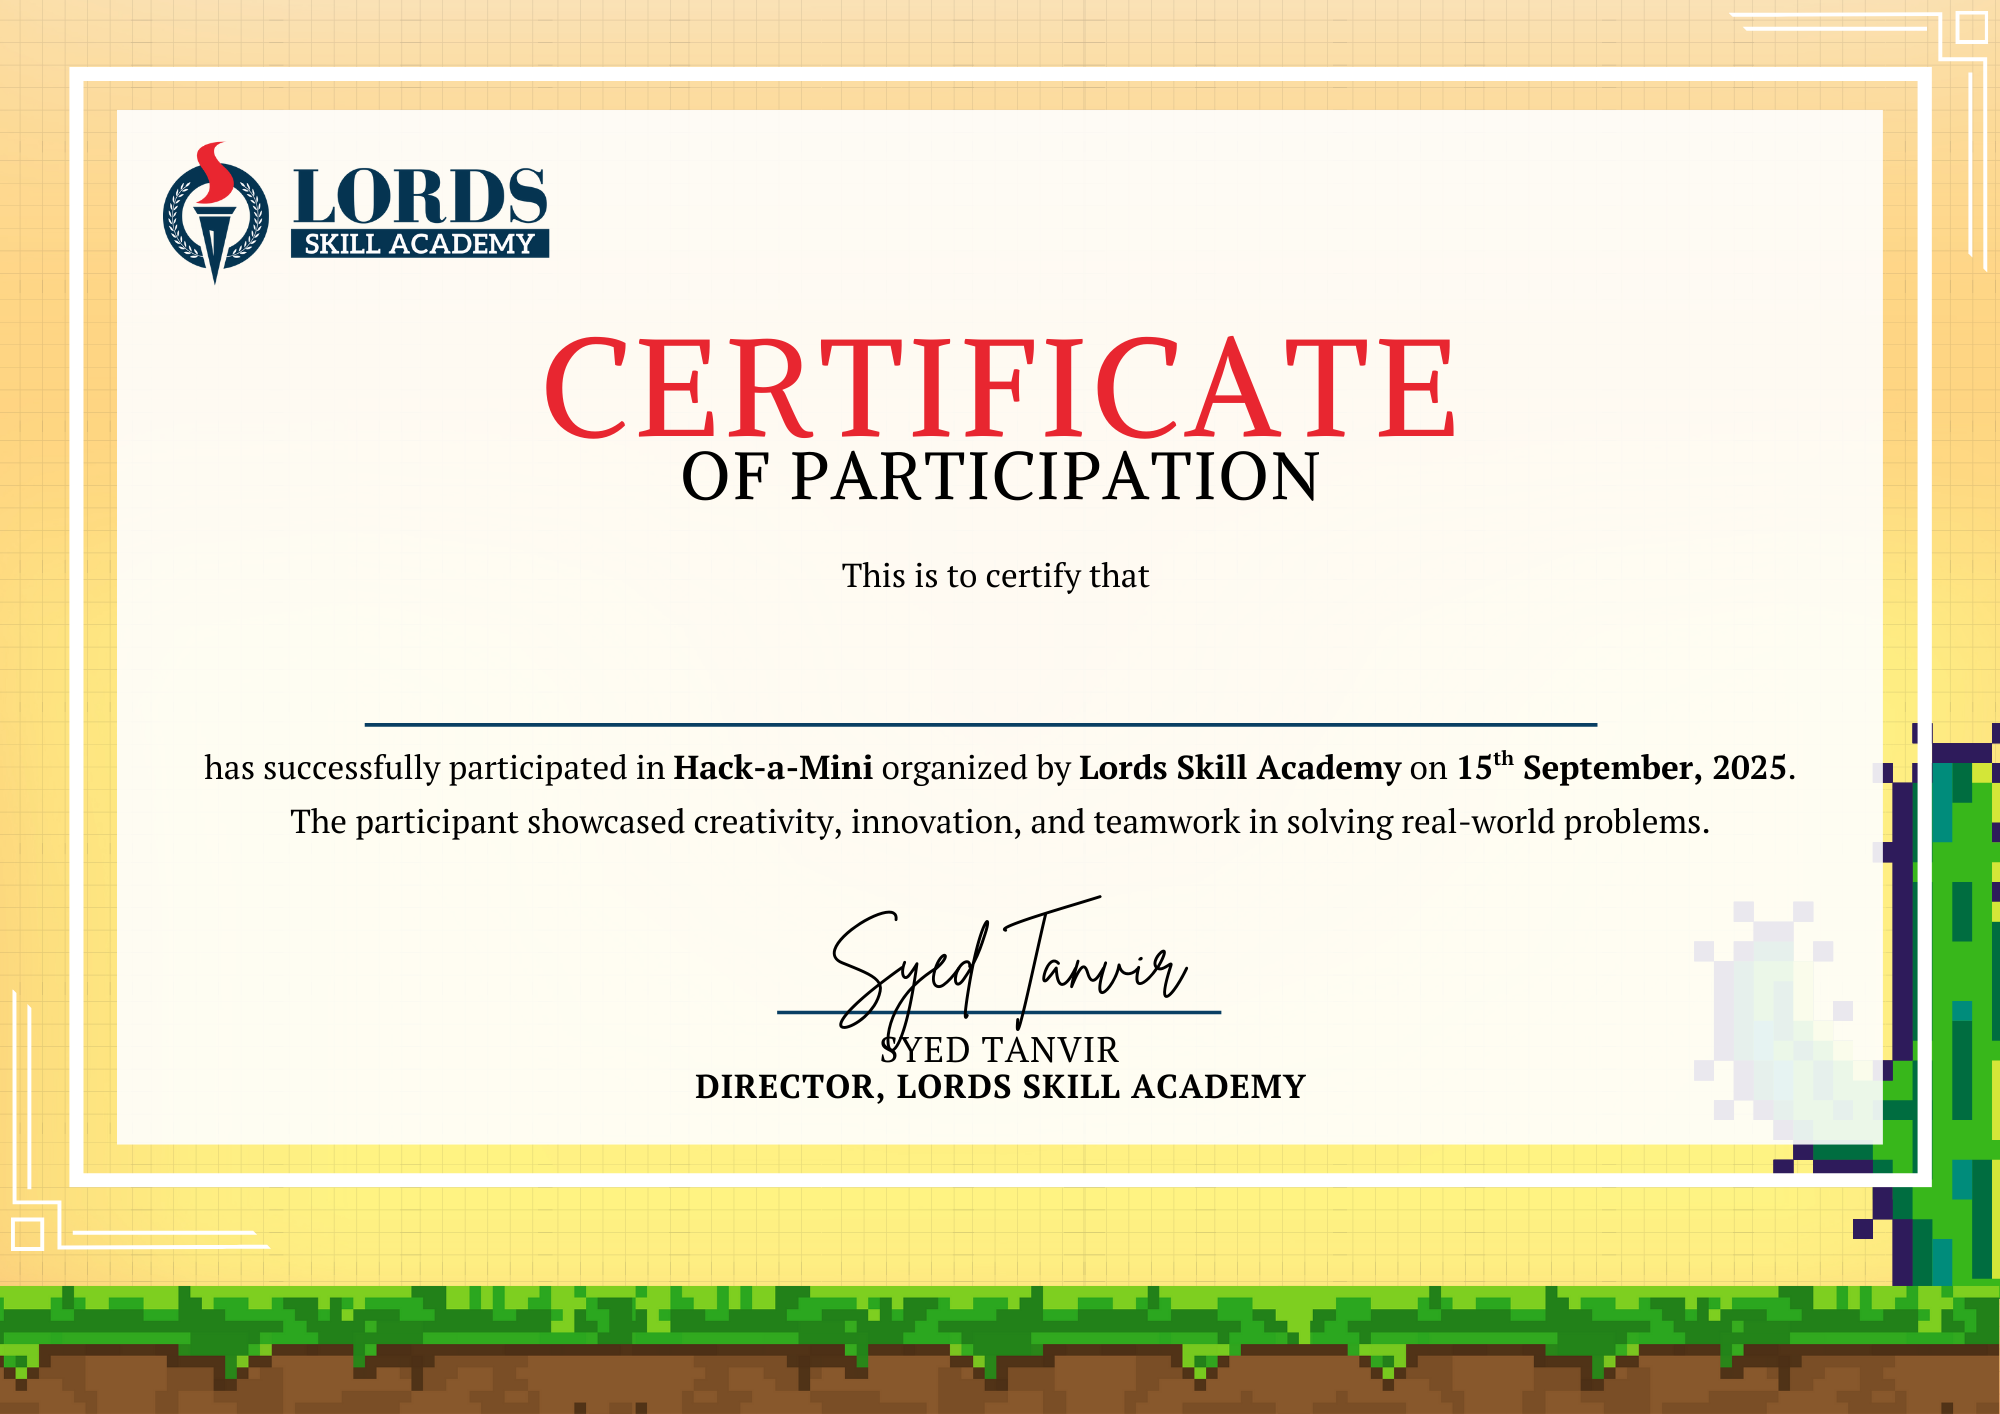 LORDS
SKILL ACADEMY
CERTIFICATE
OF PARTICIPATION
This is to certify that
has successfully participated in Hack-a-Mini organized by Lords Skill Academy on 15th September, 2025.
The participant showcased creativity, innovation, and teamwork in solving real-world problems.
Syed Tanvir
SYED TANVIR
DIRECTOR, LORDS SKILL ACADEMY